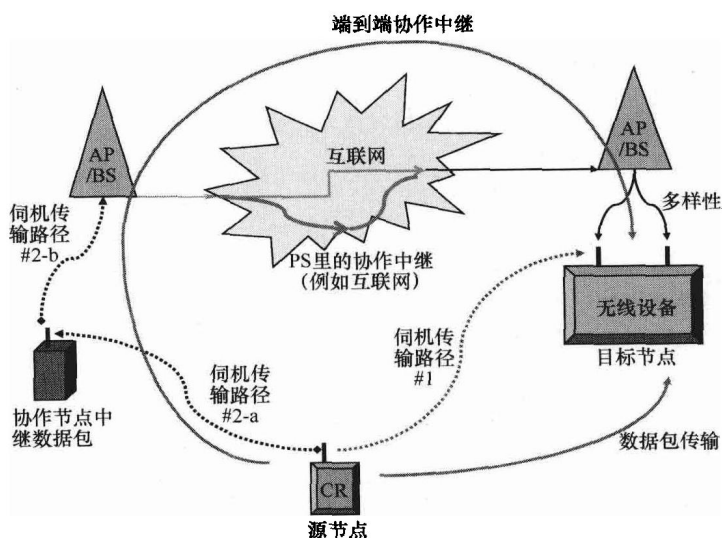 端到端协作中继
AP
/BS
互联网
AP
/BS
多样性
伺机传
输路径
#2-b
PS里的协作中继
(例如互联网)
无线设备
目标节点
伺机传
输路径
#1
伺机传
输路径
#2-a
协作节点中
继数据包
数据包传输
CR
源节点